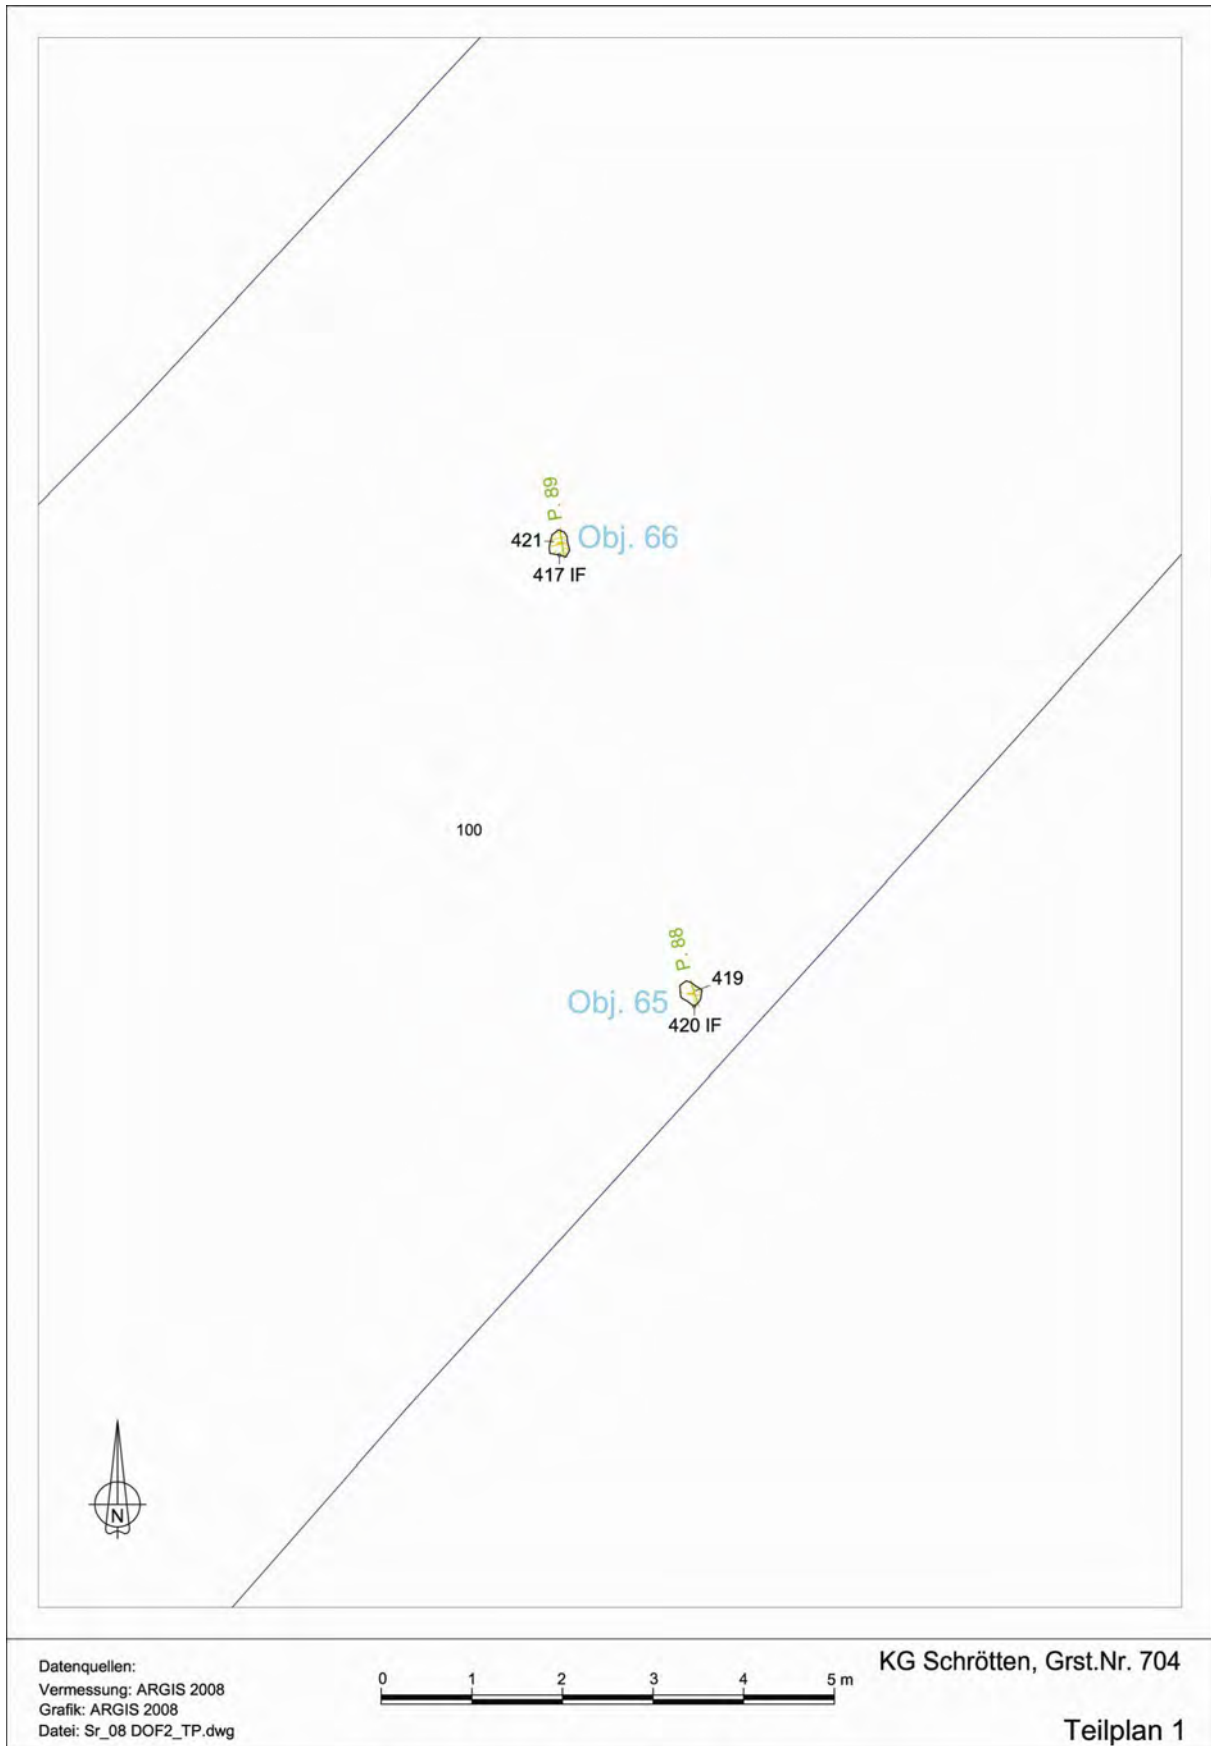 P. 89
421
Obj. 66
417 IF
100
P. 88
419
Obj. 65
420 IF
N
Datenquellen:
Vermessung: ARGIS 2008
Grafik: ARGIS 2008
Datei: Sr_08 DOF2_TP.dwg
0 1 2 3 4 5 m
KG Schrötten, Grst.Nr. 704
Teilplan 1